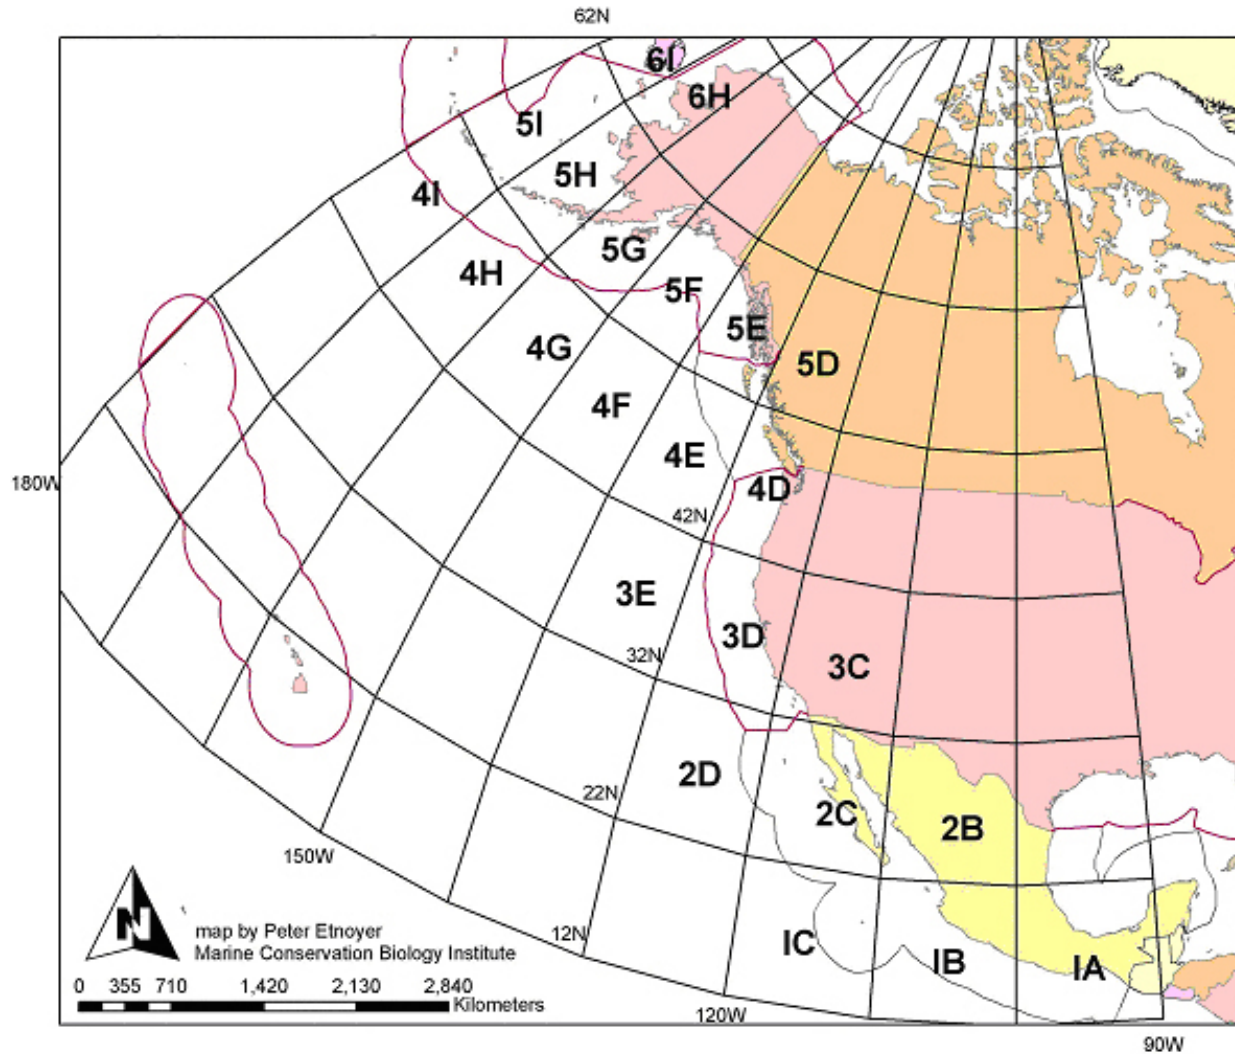 62N
6I
6H
5I
5H
4I
5G
4H
5F
5E
4G
5D
4F
4E
180W
4D
42N
3E
3D
32N
3C
2D
22N
2C
2B
150W
12N
IC
IB
IA
N
map by Peter Etnoyer
Marine Conservation Biology Institute
0 355 710 1,420 2,130 2,840
Kilometers
120W
90W